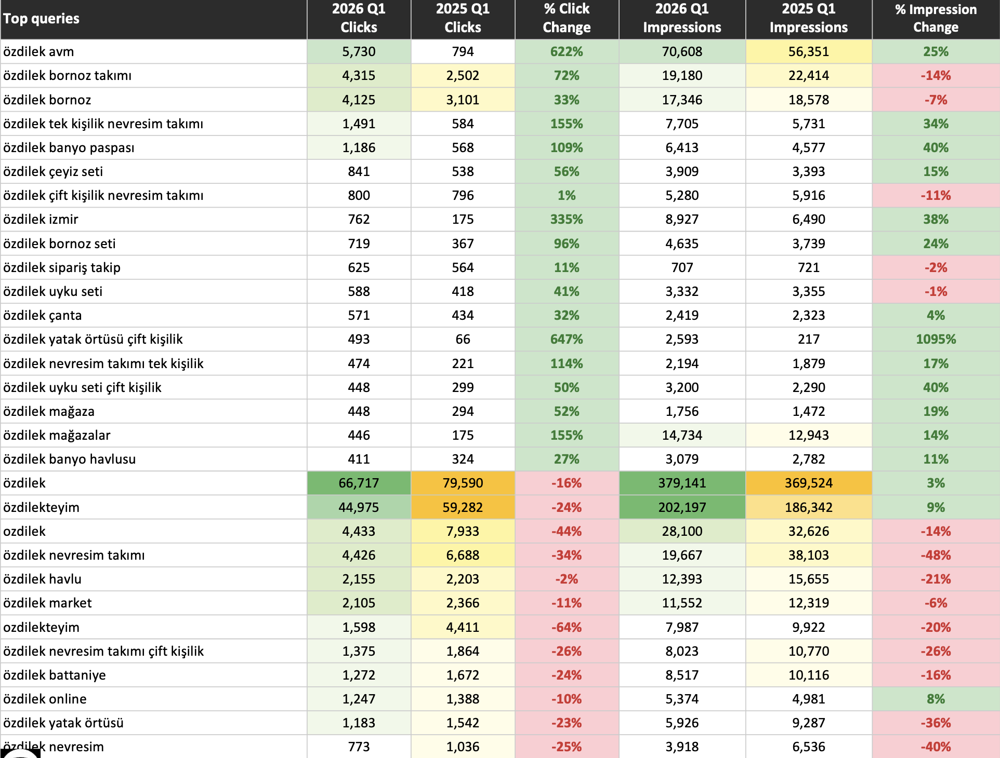 Top queries 2026 Q1 Clicks 2025 Q1 Clicks % Click Change 2026 Q1 Impressions 2025 Q1 Impressions % Impression Change
özdilek avm 5,730 794 622% 70,608 56,351 25%
özdilek bornoz takımı 4,315 2,502 72% 19,180 22,414 -14%
özdilek bornoz 4,125 3,101 33% 17,346 18,578 -7%
özdilek tek kişilik nevresim takımı 1,491 584 155% 7,705 5,731 34%
özdilek banyo paspası 1,186 568 109% 6,413 4,577 40%
özdilek çeyiz seti 841 538 56% 3,909 3,393 15%
özdilek çift kişilik nevresim takımı 800 796 1% 5,280 5,916 -11%
özdilek izmir 762 175 335% 8,927 6,490 38%
özdilek bornoz seti 719 367 96% 4,635 3,739 24%
özdilek sipariş takip 625 564 11% 707 721 -2%
özdilek uyku seti 588 418 41% 3,332 3,355 -1%
özdilek çanta 571 434 32% 2,419 2,323 4%
özdilek yatak örtüsü çift kişilik 493 66 647% 2,593 217 1095%
özdilek nevresim takımı tek kişilik 474 221 114% 2,194 1,879 17%
özdilek uyku seti çift kişilik 448 299 50% 3,200 2,290 40%
özdilek mağaza 448 294 52% 1,756 1,472 19%
özdilek mağazalar 446 175 155% 14,734 12,943 14%
özdilek banyo havlusu 411 324 27% 3,079 2,782 11%
özdilek 66,717 79,590 -16% 379,141 369,524 3%
özdilekteyim 44,975 59,282 -24% 202,197 186,342 9%
ozdilek 4,433 7,933 -44% 28,100 32,626 -14%
özdilek nevresim takımı 4,426 6,688 -34% 19,667 38,103 -48%
özdilek havlu 2,155 2,203 -2% 12,393 15,655 -21%
özdilek market 2,105 2,366 -11% 11,552 12,319 -6%
ozdilekteyim 1,598 4,411 -64% 7,987 9,922 -20%
özdilek nevresim takımı çift kişilik 1,375 1,864 -26% 8,023 10,770 -26%
özdilek battaniye 1,272 1,672 -24% 8,517 10,116 -16%
özdilek online 1,247 1,388 -10% 5,374 4,981 8%
özdilek yatak örtüsü 1,183 1,542 -23% 5,926 9,287 -36%
özdilek nevresim 773 1,036 -25% 3,918 6,536 -40%